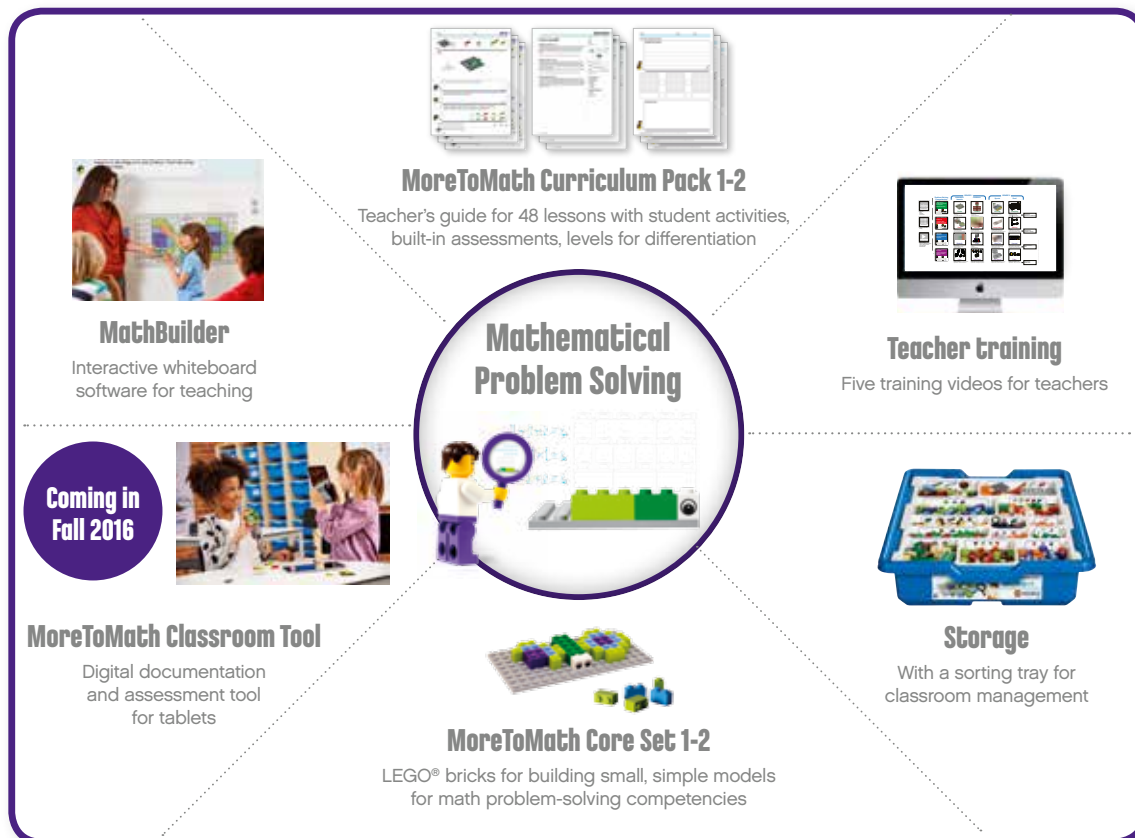 MoreToMath Curriculum Pack 1-2
Teacher's guide for 48 lessons with student activities,
built-in assessments, levels for differentiation
MathBuilder
Interactive whiteboard
software for teaching
Mathematical
Problem Solving
Teacher training
Five training videos for teachers
Coming in
Fall 2016
MoreToMath Classroom Tool
Digital documentation
and assessment tool
for tablets
MoreToMath Core Set 1-2
LEGO® bricks for building small, simple models
for math problem-solving competencies
Storage
With a sorting tray for
classroom management